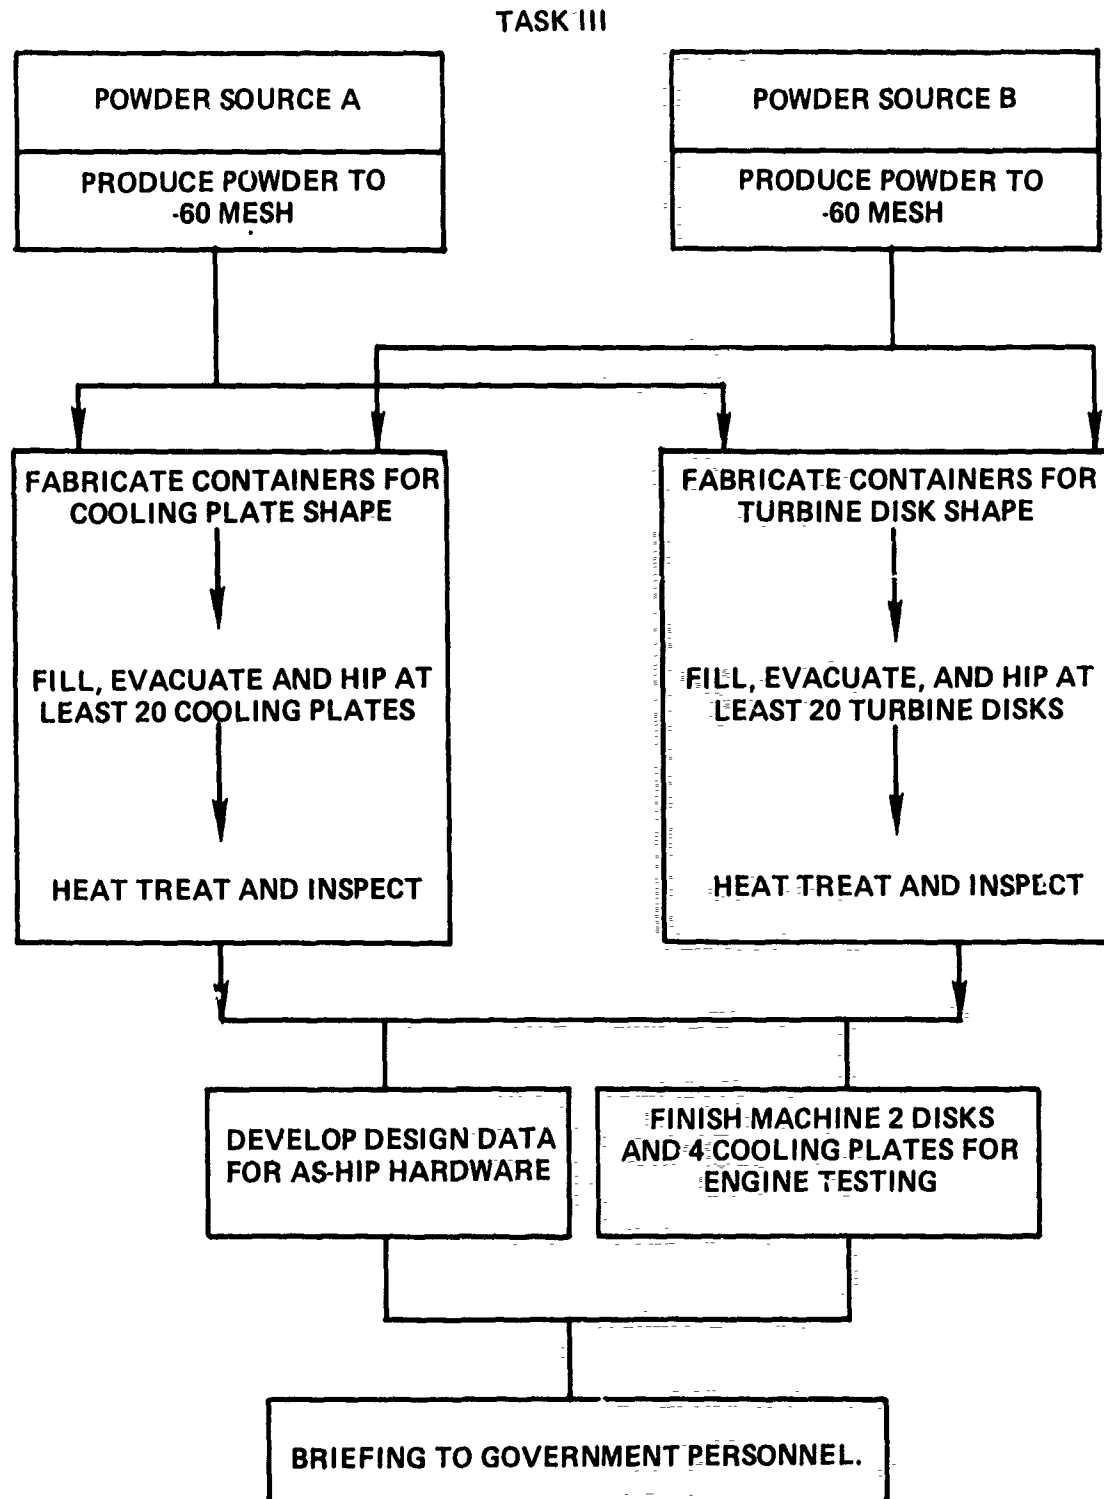 TASK III
POWDER SOURCE A
PRODUCE POWDER TO
-60 MESH
POWDER SOURCE B
PRODUCE POWDER TO
-60 MESH
FABRICATE CONTAINERS FOR
COOLING PLATE SHAPE
FILL, EVACUATE AND HIP AT
LEAST 20 COOLING PLATES
HEAT TREAT AND INSPECT
FABRICATE CONTAINERS FOR
TURBINE DISK SHAPE
FILL, EVACUATE, AND HIP AT
LEAST 20 TURBINE DISKS
HEAT TREAT AND INSPECT
DEVELOP DESIGN DATA
FOR AS-HIP HARDWARE
FINISH MACHINE 2 DISKS
AND 4 COOLING PLATES FOR
ENGINE TESTING
BRIEFING TO GOVERNMENT PERSONNEL.